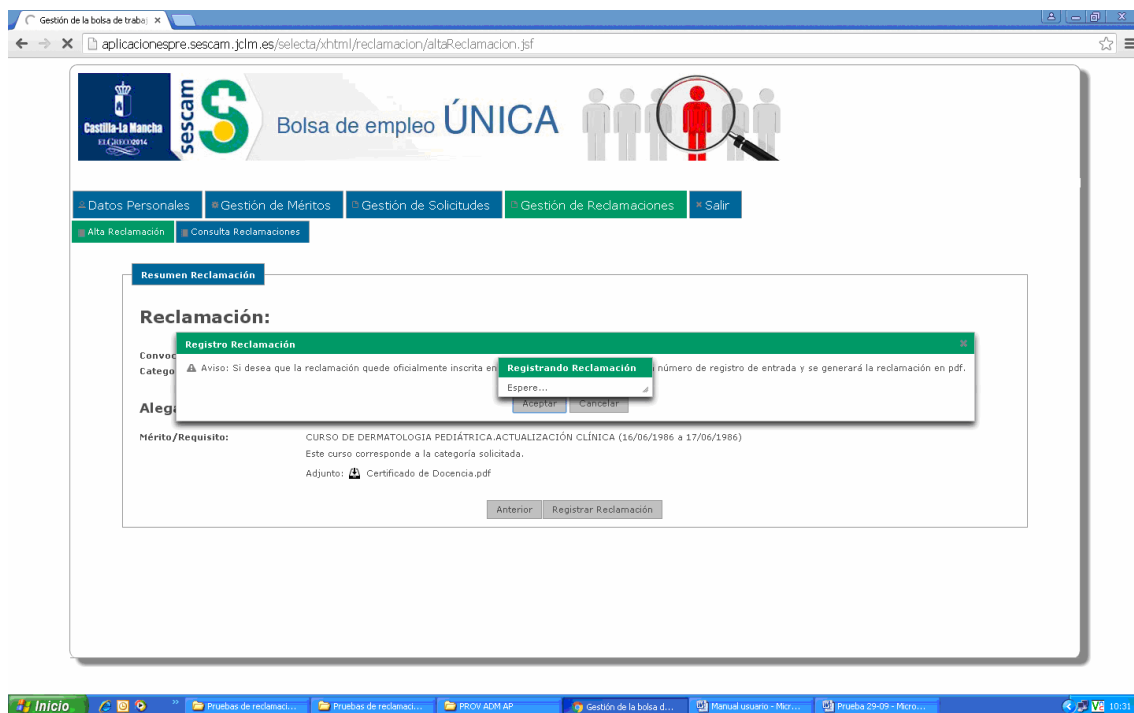 Gestión de la bolsa de traba
aplicacionespre.sescam.jclm.es/selecta/xhtml/reclamacion/altaReclamacion.jsf
Castilla-La Mancha
EL GRECO2014
sescam
Bolsa de empleo ÚNICA
Datos Personales
Gestión de Méritos
Gestión de Solicitudes
Gestión de Reclamaciones
Salir
Alta Reclamación
Consulta Reclamaciones
Resumen Reclamación
Reclamación:
Registro Reclamación
Convoc
Catego
Aviso: Si desea que la reclamación quede oficialmente inscrita en
número de registro de entrada y se generará la reclamación en pdf.
Registrando Reclamación
Espere...
Aceptar
Cancelar
Alega
Mérito/Requisito:
CURSO DE DERMATOLOGIA PEDIÁTRICA.ACTUALIZACIÓN CLÍNICA (16/06/1986 a 17/06/1986)
Este curso corresponde a la categoría solicitada.
Adjunto: Certificado de Docencia.pdf
Anterior
Registrar Reclamación
Inicio
Pruebas de reclamaci...
Pruebas de reclamaci...
PROV ADM AP
Gestión de la bolsa d...
Manual usuario - Micr...
Prueba 29-09 - Micro...
10:31